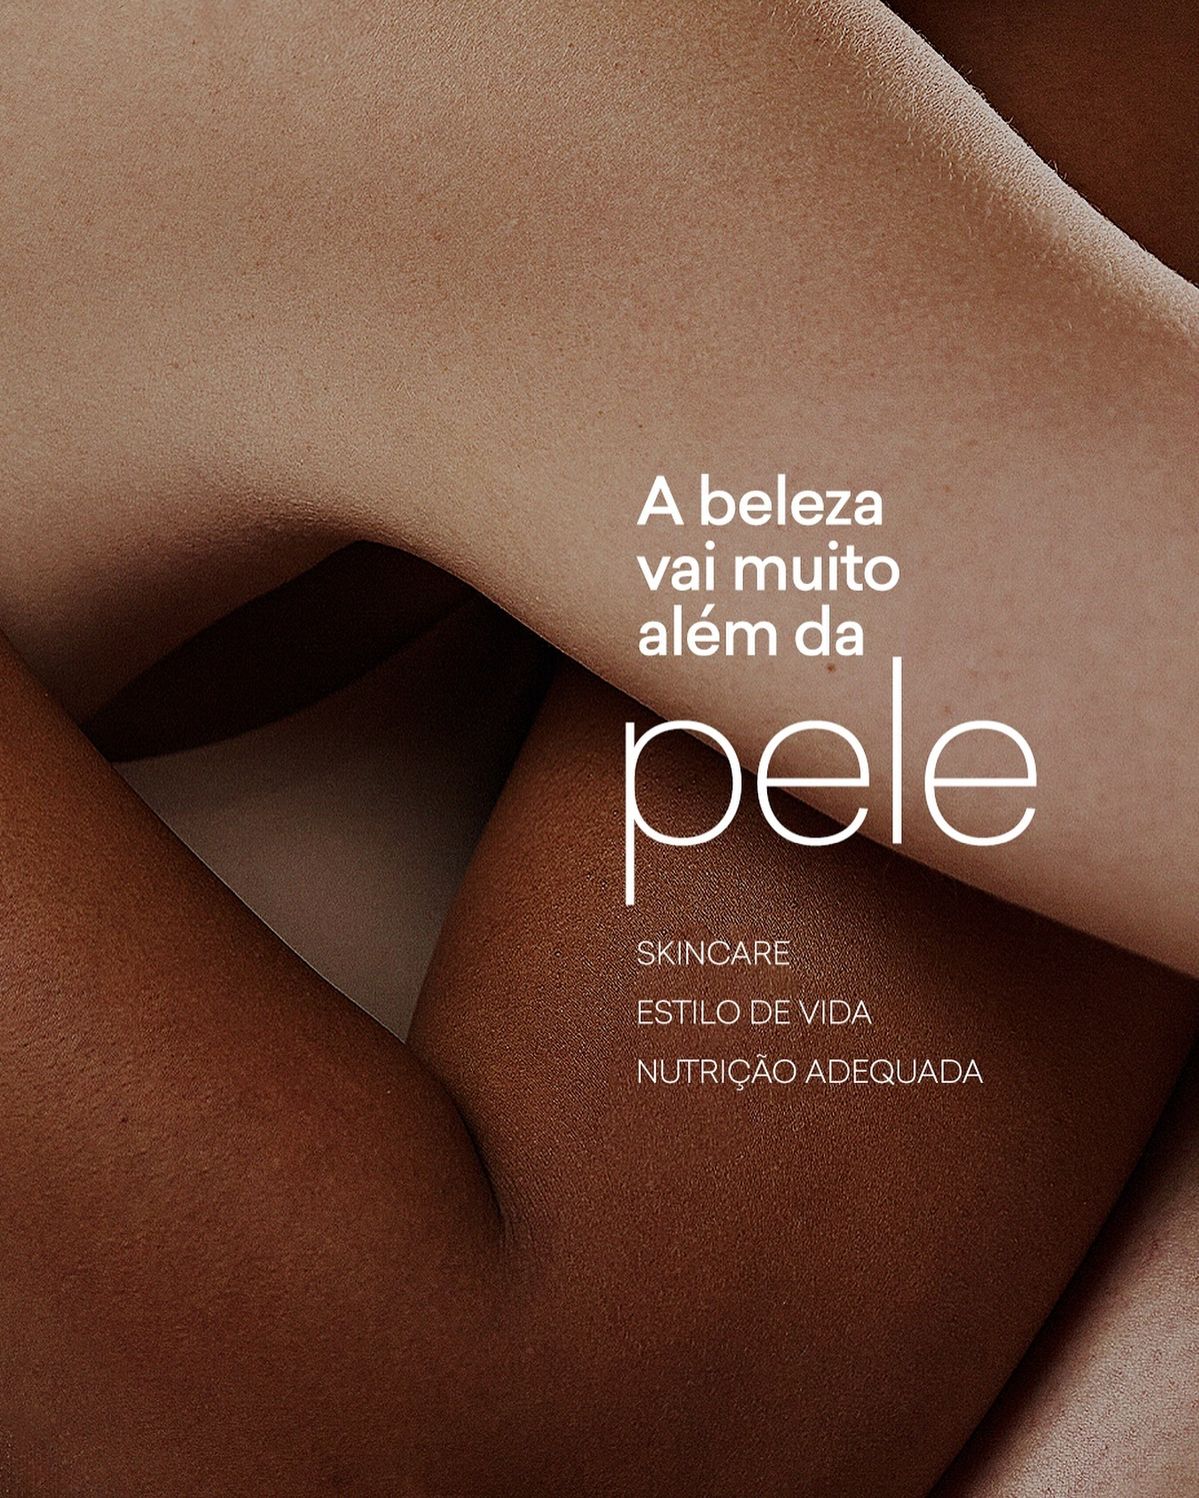 A beleza
vai muito
além da
pele
SKINCARE
ESTILO DE VIDA
NUTRIÇÃO ADEQUADA